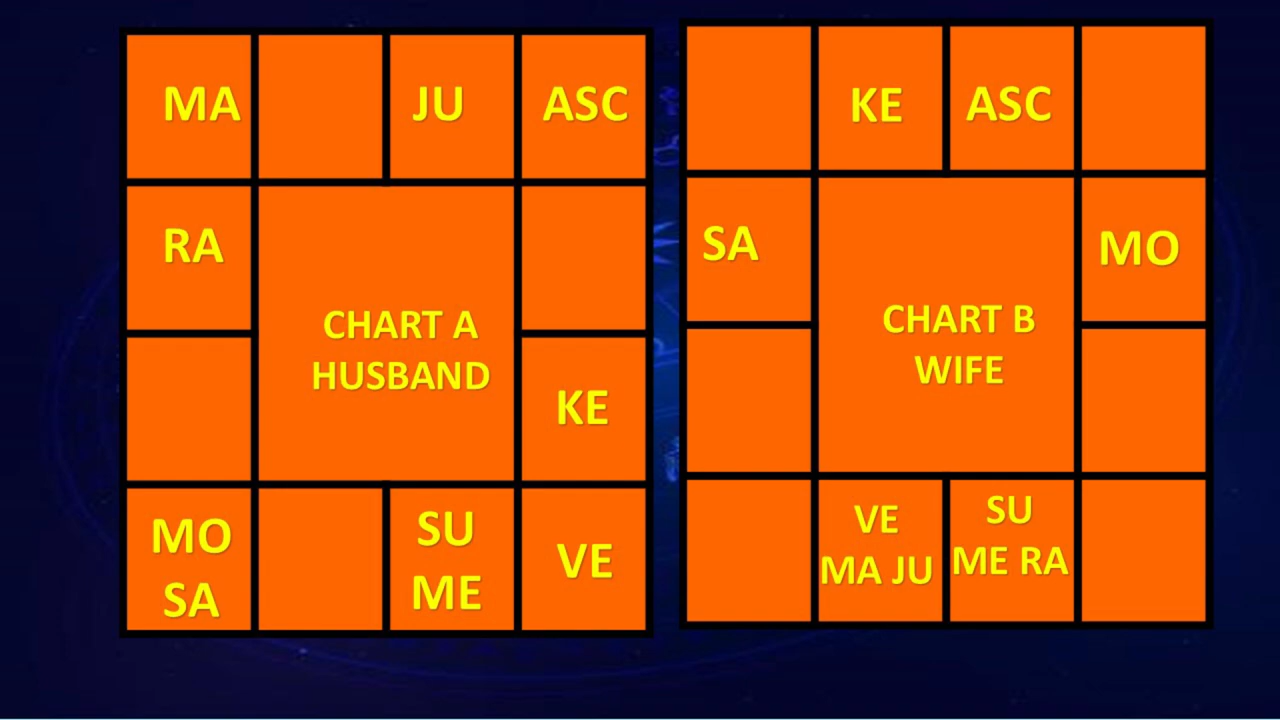 MA JU ASC
RA
CHART A
HUSBAND
KE
MO
SA
SU
ME
VE
KE ASC
SA
MO
CHART B
WIFE
VE
MA JU
SU
ME RA